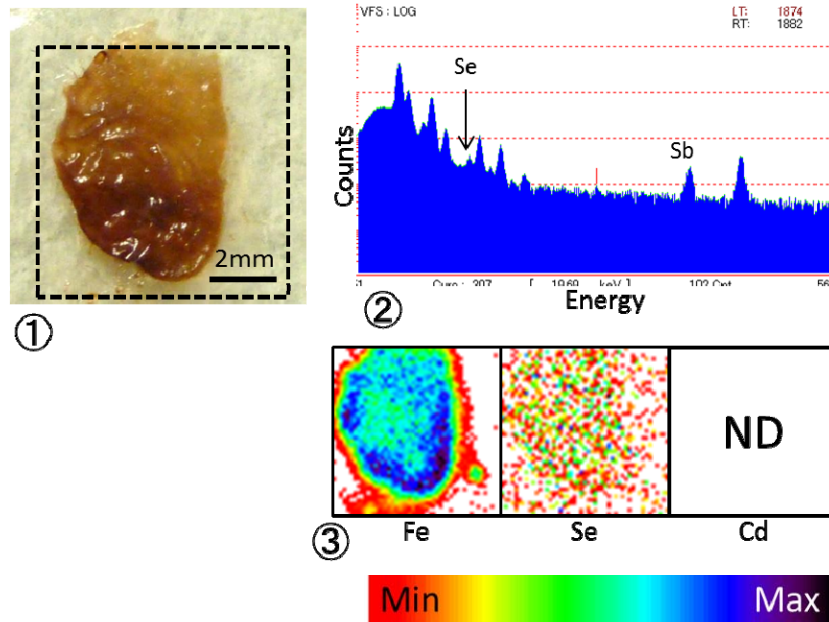 2mm
①
VFS : LOG
LT: 1874
RT: 1882
Se
Sb
Counts
56
Energy
②
ND
Fe Se Cd
③
Min Max